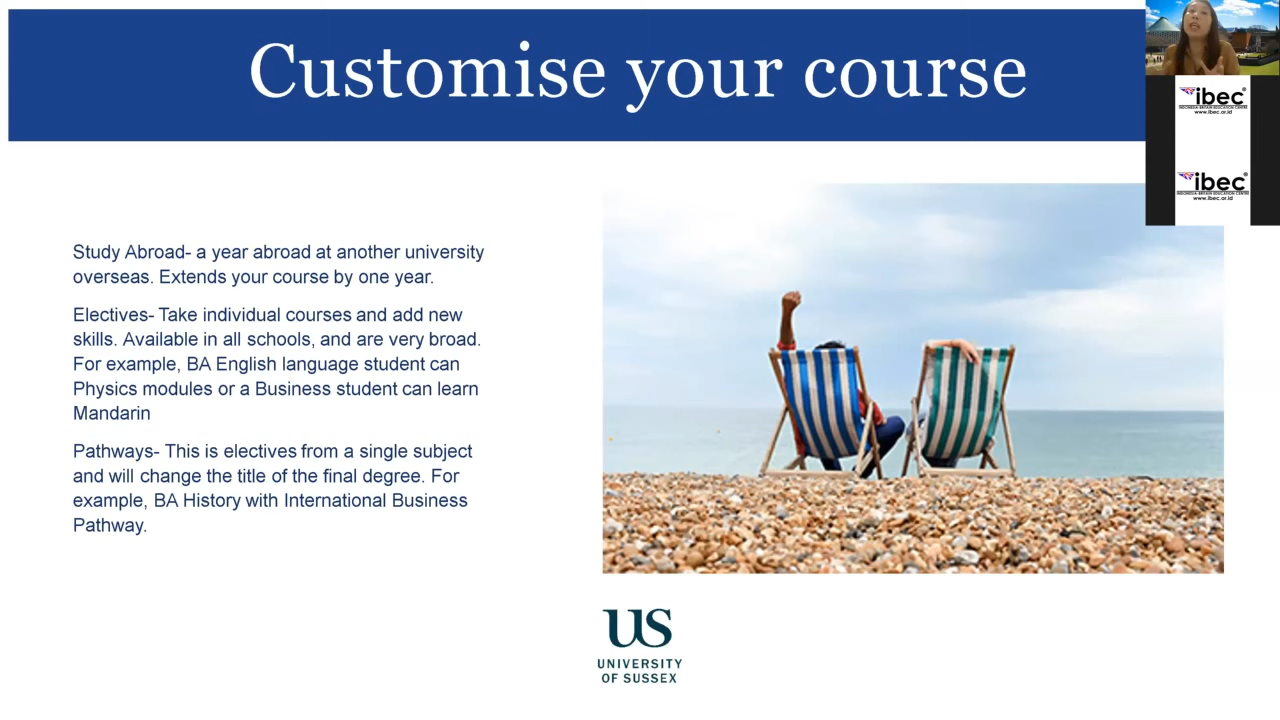 Customise your course
ibec®
INDONESIA-BRITAIN EDUCATION CENTRE
www.ibec.or.id
ibec®
INDONESIA-BRITAIN EDUCATION CENTRE
www.ibec.or.id
Study Abroad- a year abroad at another university
overseas. Extends your course by one year.
Electives- Take individual courses and add new
skills. Available in all schools, and are very broad.
For example, BA English language student can
Physics modules or a Business student can learn
Mandarin
Pathways- This is electives from a single subject
and will change the title of the final degree. For
example, BA History with International Business
Pathway.
US
UNIVERSITY
OF SUSSEX